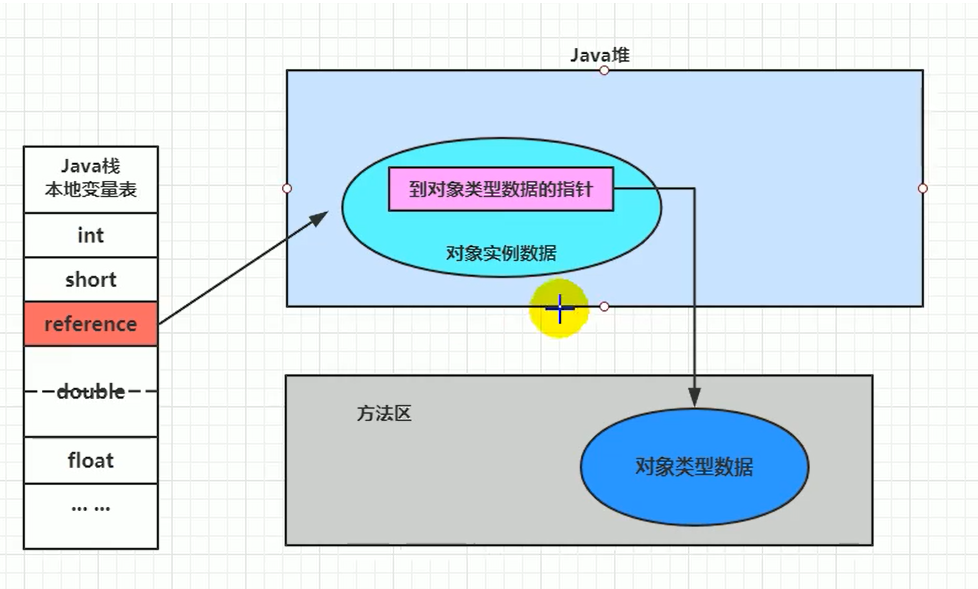 Java堆
Java栈
本地变量表
int
short
reference
double
float
... ...
到对象类型数据的指针
对象实例数据
方法区
对象类型数据